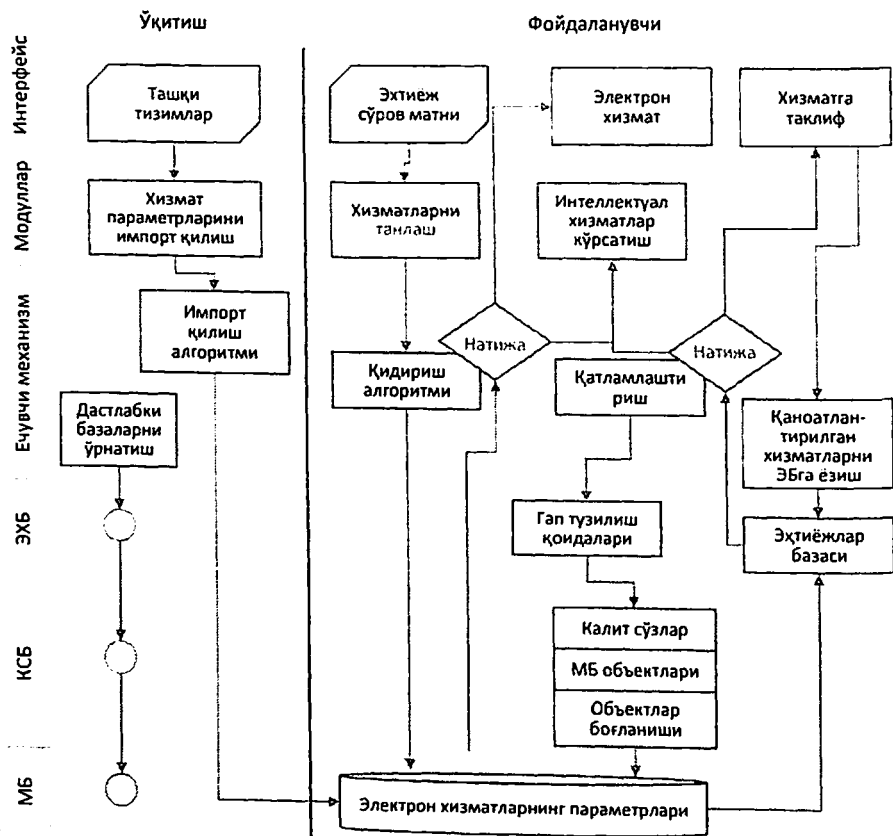 Ўқитиш
Фойдаланувчи
Интерфейс
Модуллар
Ечувчи механизм
ЭХБ
КСБ
МБ
Ташқи
тизимлар
Хизмат
параметрларини
импорт қилиш
Импорт
қилиш
алгоритми
Дастлабки
базаларни
ўрнатиш
Эхтиёж
сўров матни
Хизматларни
танлаш
Қидириш
алгоритми
Натижа
Электрон
хизмат
Интеллектуал
хизматлар
кўрсатиш
Қатламлашти
риш
Гап тузилиш
қоидалари
Калит сўзлар
МБ объектлари
Объектлар
боғланиши
Натижа
Хизматга
таклиф
Қаноатлан-
тирилган
хизматларни
ЭБга ёзиш
Эҳтиёжлар
базаси
Электрон хизматларнинг параметрлари